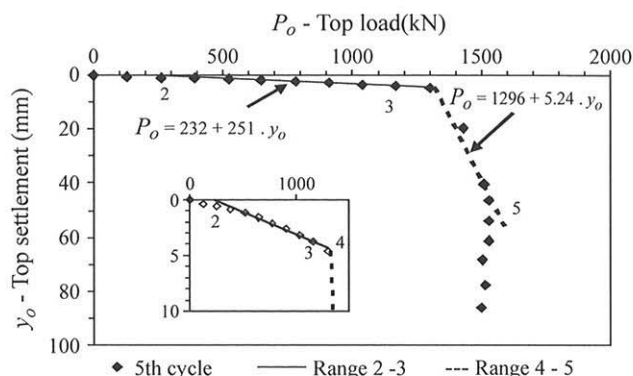 P_o - Top load(kN)
0 500 1000 1500 2000
y_o - Top settlement (mm)
0
20
40
60
80
100
2
3
P_o = 232 + 251 . y_o
P_o = 1296 + 5.24 . y_o
5
0 1000
0
5
10
2
3
4
5th cycle Range 2 -3 Range 4 - 5